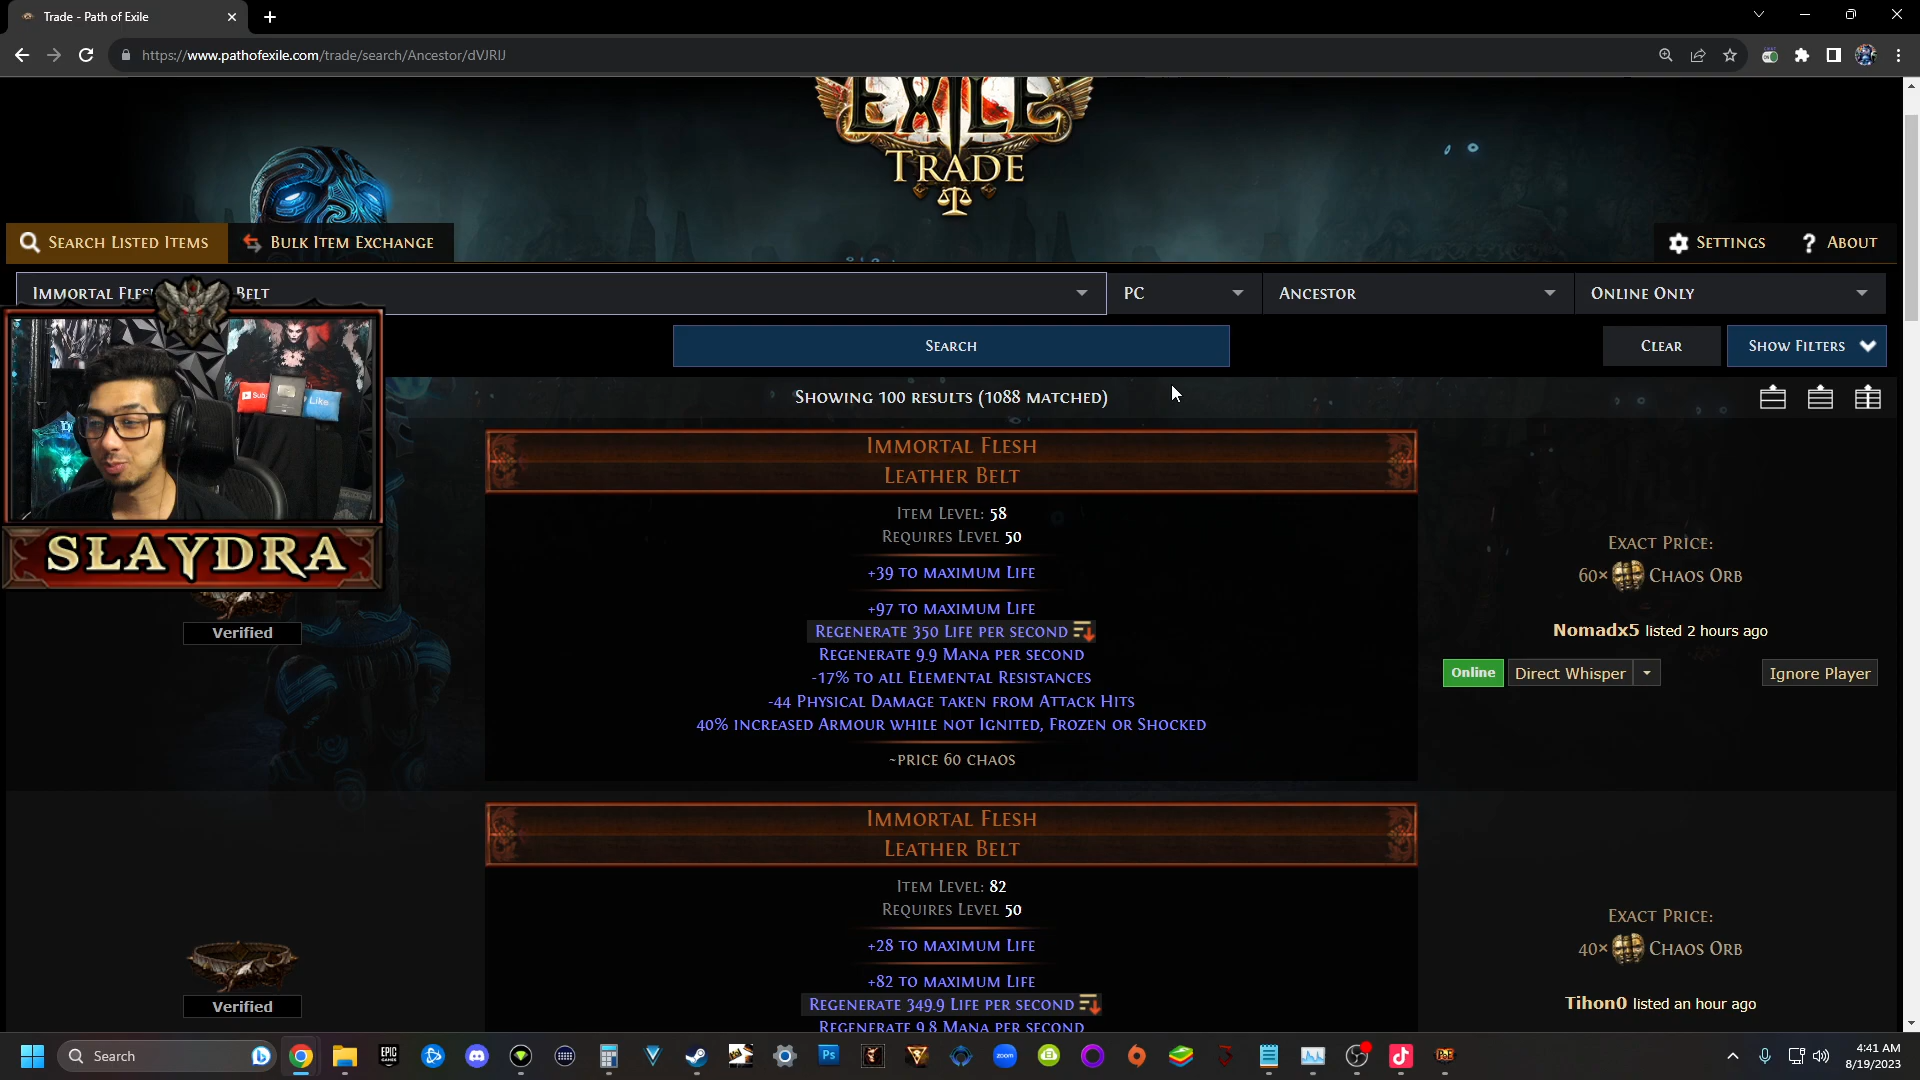 Trade - Path of Exile
https://www.pathofexile.com/trade/search/Ancestor/dVJRIJ
EXILE
TRADE
SEARCH LISTED ITEMS
BULK ITEM EXCHANGE
SETTINGS
? ABOUT
IMMORTAL FLES BELT
PC
ANCESTOR
ONLINE ONLY
SEARCH
CLEAR
SHOW FILTERS
SHOWING 100 RESULTS (1088 MATCHED)
Sub
Like
SLAYDRA
IMMORTAL FLESH
LEATHER BELT
ITEM LEVEL: 58
REQUIRES LEVEL 50
+39 TO MAXIMUM LIFE
+97 TO MAXIMUM LIFE
REGENERATE 350 LIFE PER SECOND
REGENERATE 9.9 MANA PER SECOND
-17% TO ALL ELEMENTAL RESISTANCES
-44 PHYSICAL DAMAGE TAKEN FROM ATTACK HITS
40% INCREASED ARMOUR WHILE NOT IGNITED, FROZEN OR SHOCKED
~PRICE 60 CHAOS
Verified
EXACT PRICE:
60× CHAOS ORB
Nomadx5 listed 2 hours ago
Online
Direct Whisper
Ignore Player
IMMORTAL FLESH
LEATHER BELT
ITEM LEVEL: 82
REQUIRES LEVEL 50
+28 TO MAXIMUM LIFE
+82 TO MAXIMUM LIFE
REGENERATE 349.9 LIFE PER SECOND
REGENERATE 9.8 MANA PER SECOND
Verified
EXACT PRICE:
40× CHAOS ORB
Tihon0 listed an hour ago
Search
EPIC GAMES
Ps
zoom
4:41 AM
8/19/2023